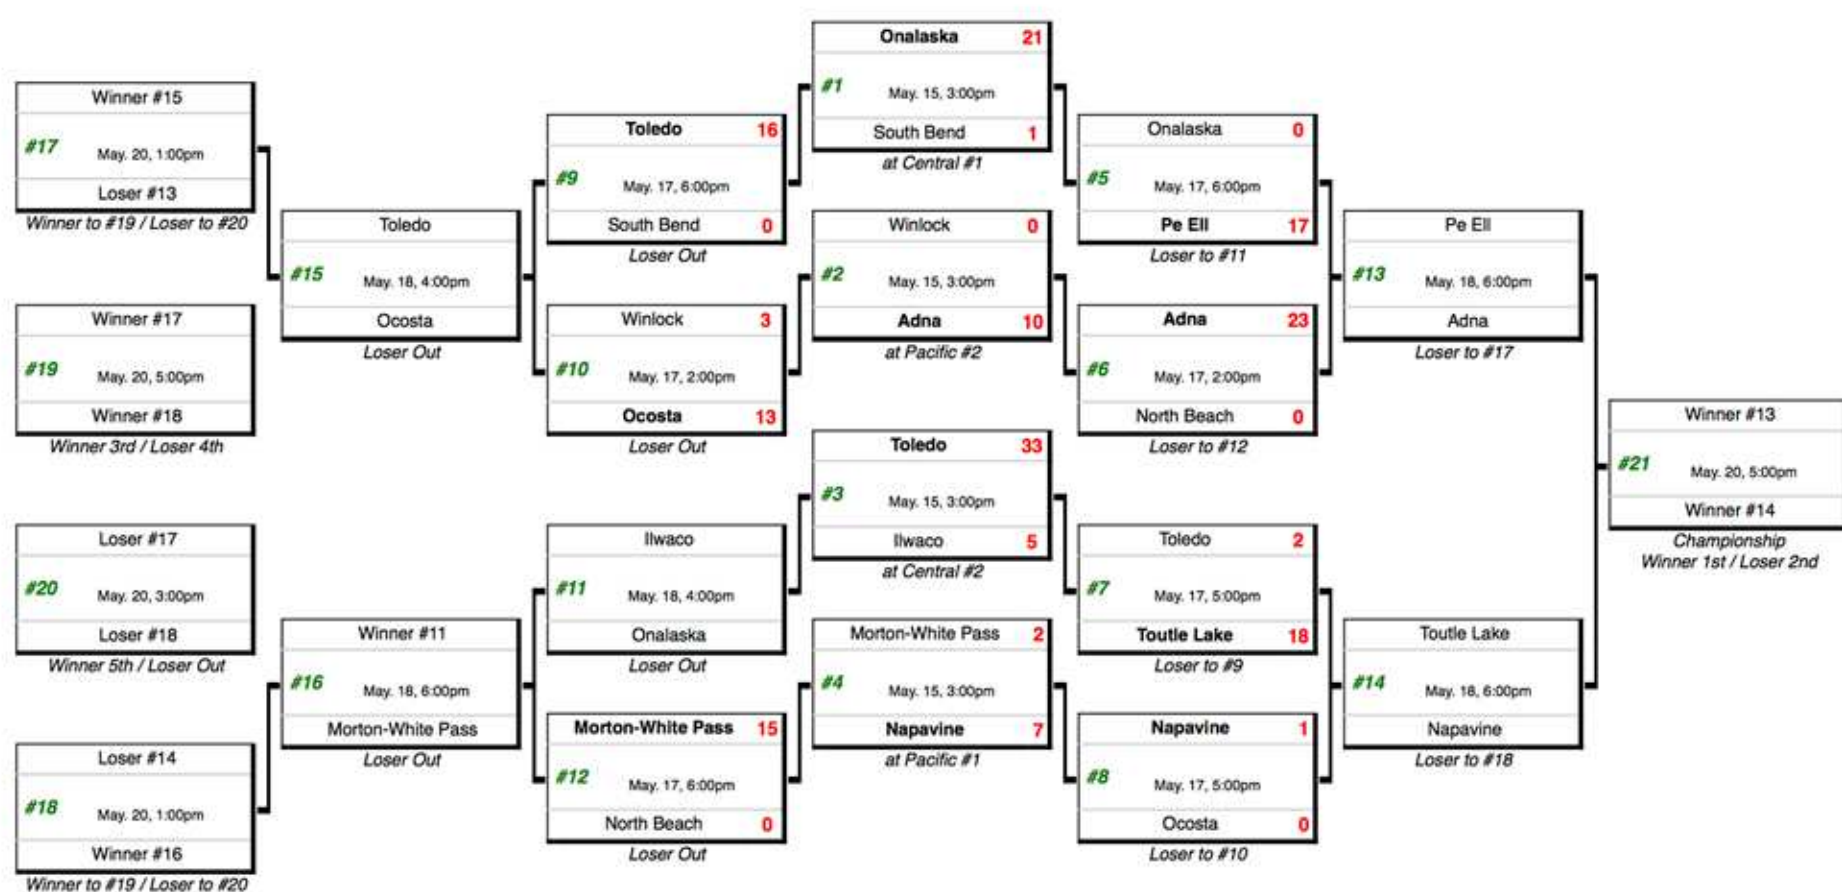 Winner #15
#17
May. 20, 1:00pm
Loser #13
Winner to #19 / Loser to #20
Winner #17
#19
May. 20, 5:00pm
Winner #18
Winner 3rd / Loser 4th
Loser #17
#20
May. 20, 3:00pm
Loser #18
Winner 5th / Loser Out
Loser #14
#18
May. 20, 1:00pm
Winner #16
Winner to #19 / Loser to #20
Toledo
#15
May. 18, 4:00pm
Ocosta
Loser Out
Winner #11
#16
May. 18, 6:00pm
Morton-White Pass
Loser Out
Toledo 16
#9
May. 17, 6:00pm
South Bend 0
Loser Out
Winlock 3
#10
May. 17, 2:00pm
Ocosta 13
Loser Out
Ilwaco
#11
May. 18, 4:00pm
Onalaska
Loser Out
Morton-White Pass 15
#12
May. 17, 6:00pm
North Beach 0
Loser Out
Onalaska 21
#1
May. 15, 3:00pm
South Bend 1
at Central #1
Winlock 0
#2
May. 15, 3:00pm
Adna 10
at Pacific #2
Toledo 33
#3
May. 15, 3:00pm
Ilwaco 5
at Central #2
Morton-White Pass 2
#4
May. 15, 3:00pm
Napavine 7
at Pacific #1
Onalaska 0
#5
May. 17, 6:00pm
Pe Ell 17
Loser to #11
Adna 23
#6
May. 17, 2:00pm
North Beach 0
Loser to #12
Toledo 2
#7
May. 17, 5:00pm
Toutle Lake 18
Loser to #9
Napavine 1
#8
May. 17, 5:00pm
Ocosta 0
Loser to #10
Pe Ell
#13
May. 18, 6:00pm
Adna
Loser to #17
Toutle Lake
#14
May. 18, 6:00pm
Napavine
Loser to #18
Winner #13
#21
May. 20, 5:00pm
Winner #14
Championship
Winner 1st / Loser 2nd